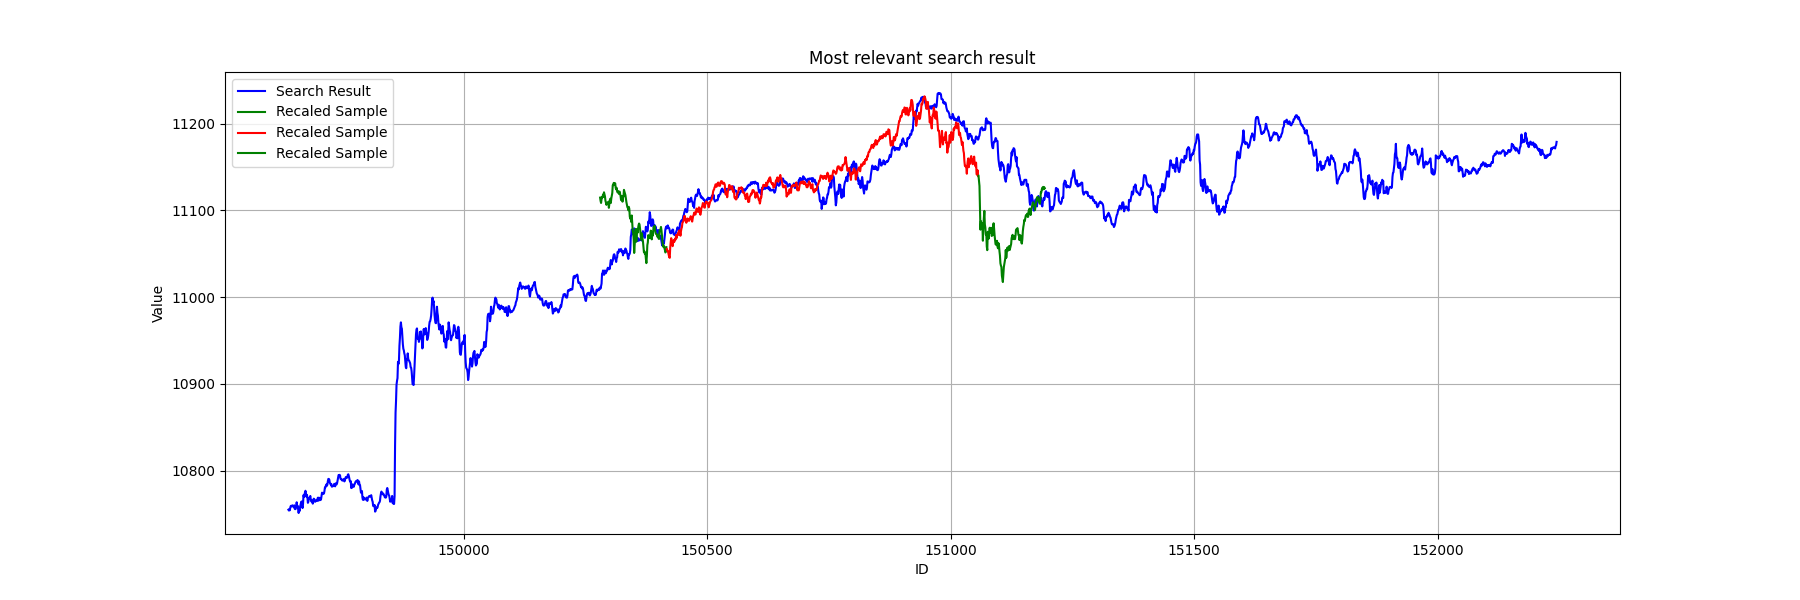 Most relevant search result
Search Result
Recaled Sample
Recaled Sample
Recaled Sample
11200
11100
11000
10900
10800
Value
150000 150500 151000 151500 152000
ID